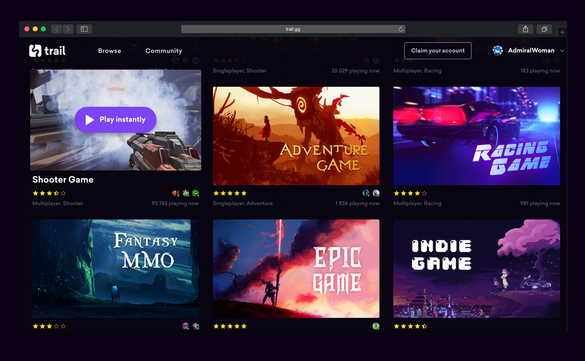 trail.gg
trail
Browse
Community
Claim your account
AdmiralWoman
Singleplayer, Shooter
26 029 playing now
Multiplayer, Racing
183 playing now
Play instantly
ADVENTURE
GAME
RACING
GAME
Shooter Game
Multiplayer, Shooter
93 743 playing now
Singleplayer, Adventure
1 836 playing now
Multiplayer, Racing
981 playing now
FANTASY
MMO
EPIC
GAME
INDIE
GAME